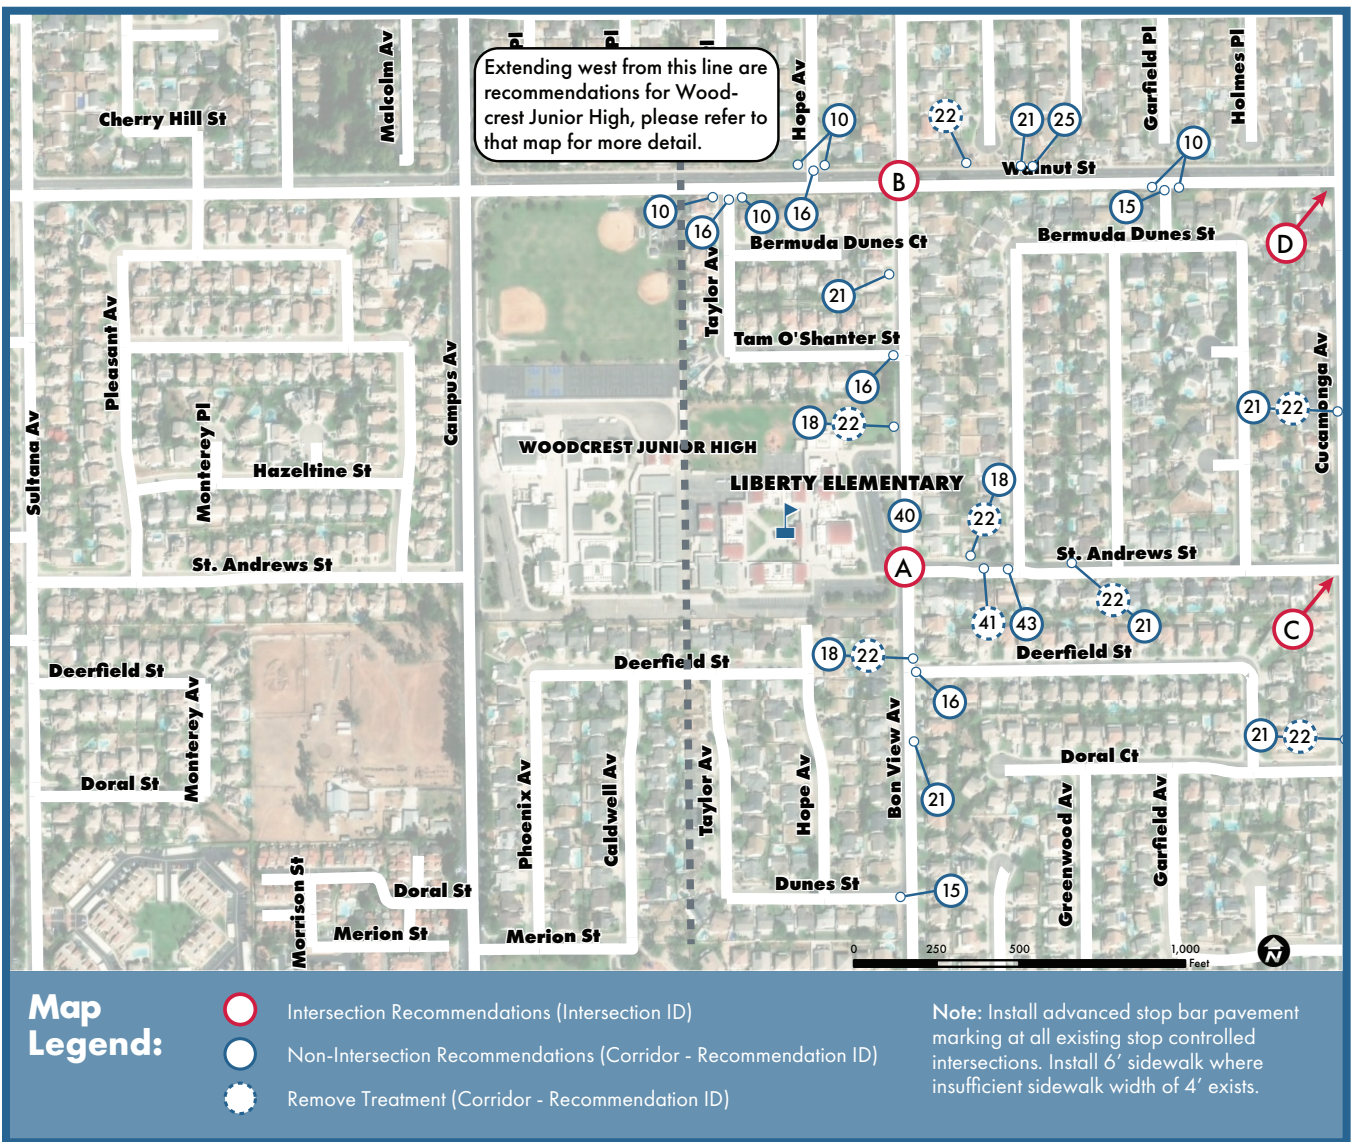 Pl
Pl
Pl
Malcolm Av
Hope Av
Garfield Pl
Holmes Pl
Cherry Hill St
Extending west from this line are
recommendations for Wood-
crest Junior High, please refer to
that map for more detail.
10
22
21
25
10
Walnut St
B
15
D
10
16
10
16
Bermuda Dunes Ct
Bermuda Dunes St
Taylor Av
21
Pleasant Av
Tam O'Shanter St
Campus Av
Cucamonga Av
16
18
22
21
22
Sultana Av
Monterey Pl
Hazeltine St
WOODCREST JUNIOR HIGH
LIBERTY ELEMENTARY
18
22
40
St. Andrews St
A
St. Andrews St
22
21
41
43
C
Deerfield St
18
22
Deerfield St
Deerfield St
16
Monterey Av
Bon View Av
21
22
Doral St
Doral Ct
Phoenix Av
Caldwell Av
Taylor Av
Hope Av
21
Greenwood Av
Garfield Av
Morrison St
Doral St
Dunes St
15
Merion St
Merion St
0
250
500
1,000
Feet
N
Map
Legend:
Intersection Recommendations (Intersection ID)
Non-Intersection Recommendations (Corridor - Recommendation ID)
Remove Treatment (Corridor - Recommendation ID)
Note: Install advanced stop bar pavement
marking at all existing stop controlled
intersections. Install 6' sidewalk where
insufficient sidewalk width of 4' exists.